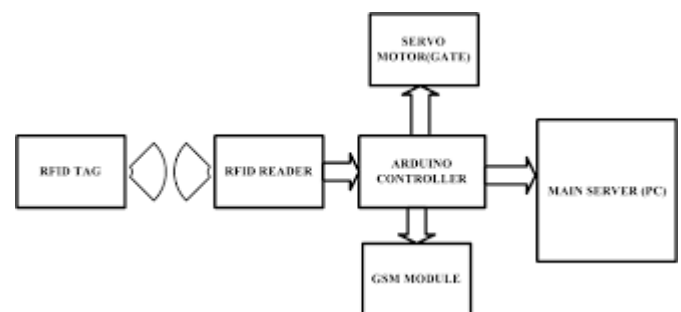 SERVO
MOTOR(GATE)
RFID TAG
RFID READER
ARDUINO
CONTROLLER
MAIN SERVER (PC)
GSM MODULE